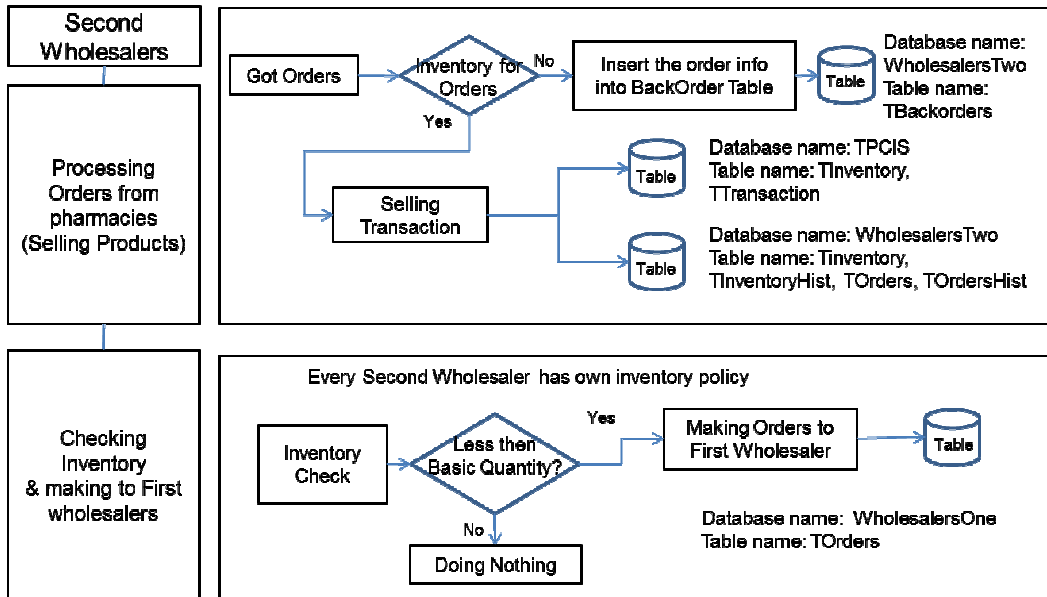 Second
Wholesalers
Processing
Orders from
pharmacies
(Selling Products)
Checking
Inventory
& making to First
wholesalers
Got Orders
Inventory for
Orders
No
Yes
Insert the order info
into BackOrder Table
Table
Database name:
WholesalersTwo
Table name:
TBackorders
Selling
Transaction
Table
Database name: TPCIS
Table name: TInventory,
TTransaction
Table
Database name: WholesalersTwo
Table name: Tinventory,
TInventoryHist, TOrders, TOrdersHist
Every Second Wholesaler has own inventory policy
Inventory
Check
Less then
Basic Quantity?
Yes
No
Making Orders to
First Wholesaler
Table
Doing Nothing
Database name: WholesalersOne
Table name: TOrders